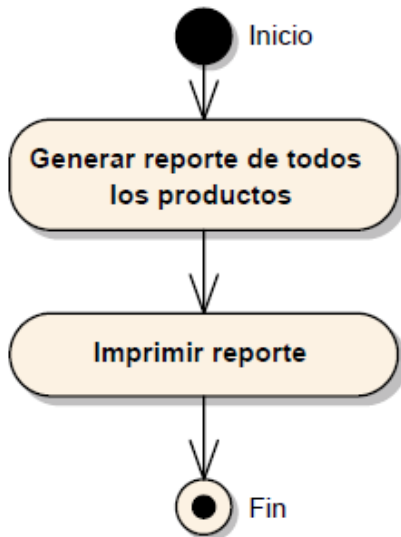 Inicio
Generar reporte de todos
los productos
Imprimir reporte
Fin